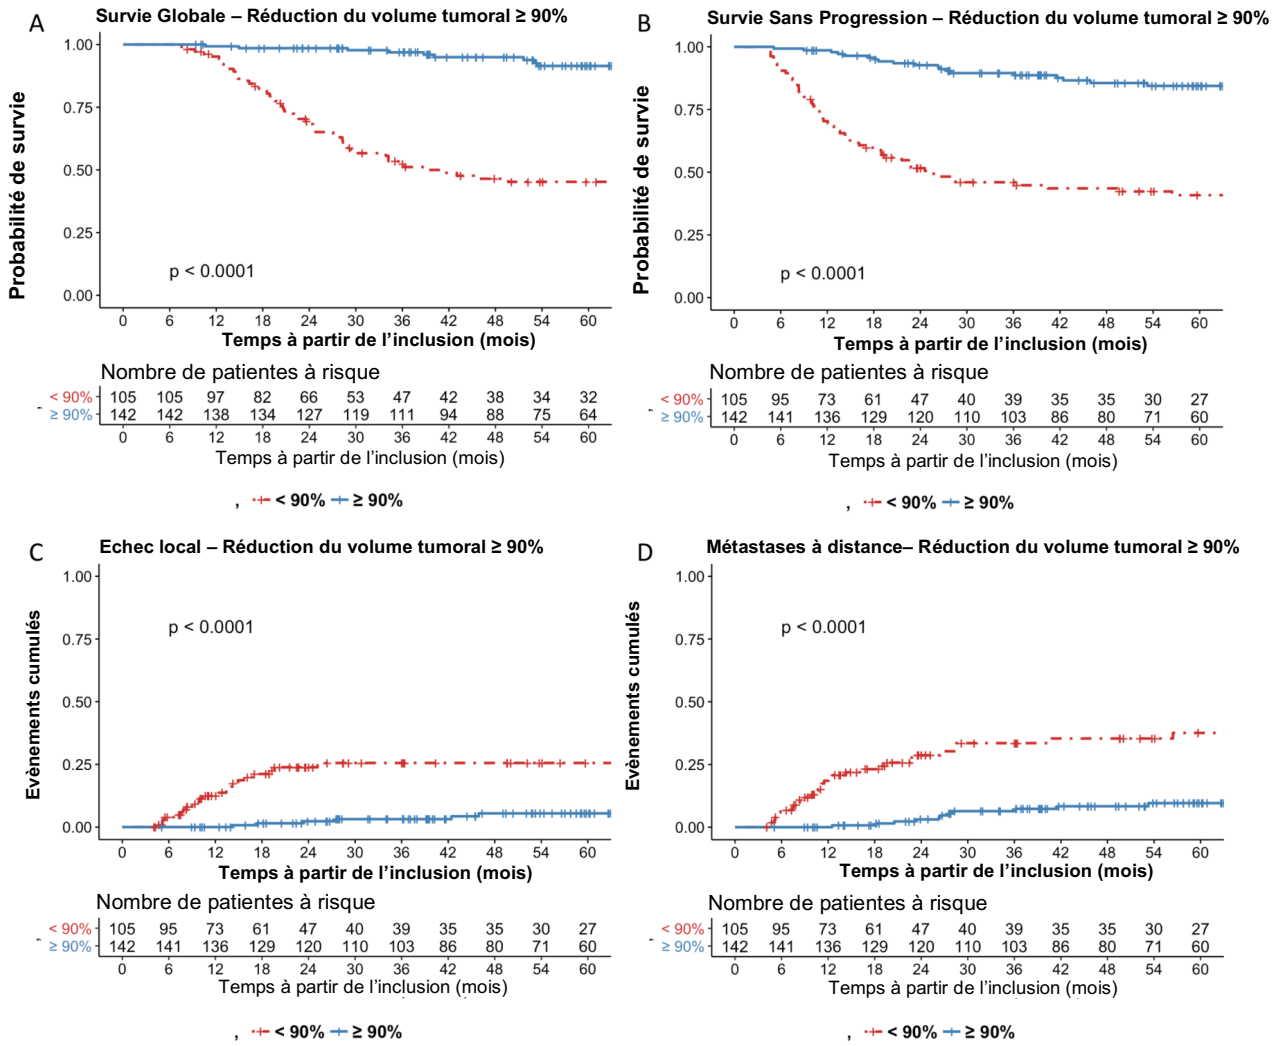 A
Survie Globale – Réduction du volume tumoral ≥ 90%
Probabilité de survie
1.00
0.75
0.50
0.25
0.00
p < 0.0001
0 6 12 18 24 30 36 42 48 54 60
Temps à partir de l’inclusion (mois)
Nombre de patientes à risque
,
< 90% 105 105 97 82 66 53 47 42 38 34 32
≥ 90% 142 142 138 134 127 119 111 94 88 75 64
0 6 12 18 24 30 36 42 48 54 60
Temps à partir de l’inclusion (mois)
, < 90% ≥ 90%
B
Survie Sans Progression – Réduction du volume tumoral ≥ 90%
Probabilité de survie
1.00
0.75
0.50
0.25
0.00
p < 0.0001
0 6 12 18 24 30 36 42 48 54 60
Temps à partir de l’inclusion (mois)
Nombre de patientes à risque
,
< 90% 105 95 73 61 47 40 39 35 35 30 27
≥ 90% 142 141 136 129 120 110 103 86 80 71 60
0 6 12 18 24 30 36 42 48 54 60
Temps à partir de l’inclusion (mois)
, < 90% ≥ 90%
C
Echec local – Réduction du volume tumoral ≥ 90%
Evènements cumulés
1.00
0.75
0.50
0.25
0.00
p < 0.0001
0 6 12 18 24 30 36 42 48 54 60
Temps à partir de l’inclusion (mois)
Nombre de patientes à risque
,
< 90% 105 95 73 61 47 40 39 35 35 30 27
≥ 90% 142 141 136 129 120 110 103 86 80 71 60
0 6 12 18 24 30 36 42 48 54 60
Temps à partir de l’inclusion (mois)
, < 90% ≥ 90%
D
Métastases à distance– Réduction du volume tumoral ≥ 90%
Evènements cumulés
1.00
0.75
0.50
0.25
0.00
p < 0.0001
0 6 12 18 24 30 36 42 48 54 60
Temps à partir de l’inclusion (mois)
Nombre de patientes à risque
,
< 90% 105 95 73 61 47 40 39 35 35 30 27
≥ 90% 142 141 136 129 120 110 103 86 80 71 60
0 6 12 18 24 30 36 42 48 54 60
Temps à partir de l’inclusion (mois)
, < 90% ≥ 90%